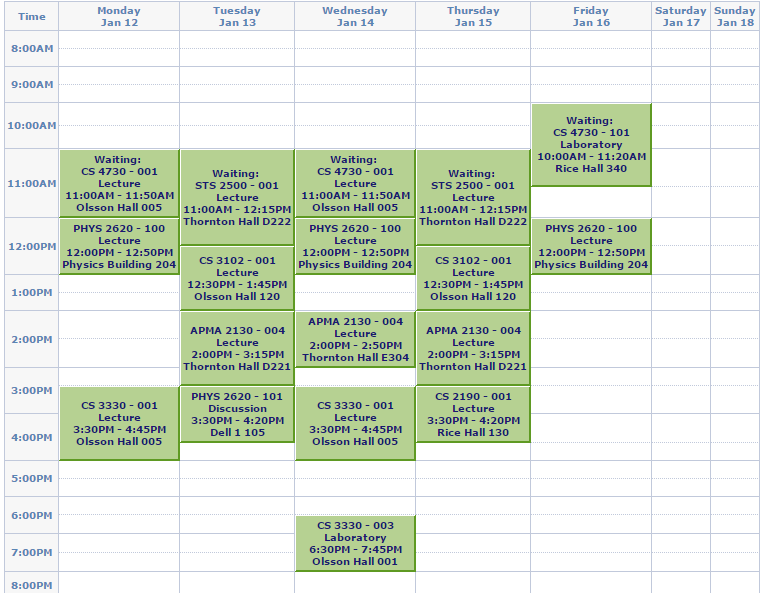 Time
Monday
Jan 12
Tuesday
Jan 13
Wednesday
Jan 14
Thursday
Jan 15
Friday
Jan 16
Saturday
Jan 17
Sunday
Jan 18
8:00AM
9:00AM
10:00AM
Waiting:
CS 4730 - 101
Laboratory
10:00AM - 11:20AM
Rice Hall 340
11:00AM
Waiting:
CS 4730 - 001
Lecture
11:00AM - 11:50AM
Olsson Hall 005
Waiting:
STS 2500 - 001
Lecture
11:00AM - 12:15PM
Thornton Hall D222
Waiting:
CS 4730 - 001
Lecture
11:00AM - 11:50AM
Olsson Hall 005
Waiting:
STS 2500 - 001
Lecture
11:00AM - 12:15PM
Thornton Hall D222
12:00PM
PHYS 2620 - 100
Lecture
12:00PM - 12:50PM
Physics Building 204
CS 3102 - 001
Lecture
12:30PM - 1:45PM
Olsson Hall 120
PHYS 2620 - 100
Lecture
12:00PM - 12:50PM
Physics Building 204
CS 3102 - 001
Lecture
12:30PM - 1:45PM
Olsson Hall 120
PHYS 2620 - 100
Lecture
12:00PM - 12:50PM
Physics Building 204
1:00PM
2:00PM
APMA 2130 - 004
Lecture
2:00PM - 3:15PM
Thornton Hall D221
APMA 2130 - 004
Lecture
2:00PM - 2:50PM
Thornton Hall E304
APMA 2130 - 004
Lecture
2:00PM - 3:15PM
Thornton Hall D221
3:00PM
CS 3330 - 001
Lecture
3:30PM - 4:45PM
Olsson Hall 005
PHYS 2620 - 101
Discussion
3:30PM - 4:20PM
Dell 1 105
CS 3330 - 001
Lecture
3:30PM - 4:45PM
Olsson Hall 005
CS 2190 - 001
Lecture
3:30PM - 4:20PM
Rice Hall 130
4:00PM
5:00PM
6:00PM
CS 3330 - 003
Laboratory
6:30PM - 7:45PM
Olsson Hall 001
7:00PM
8:00PM